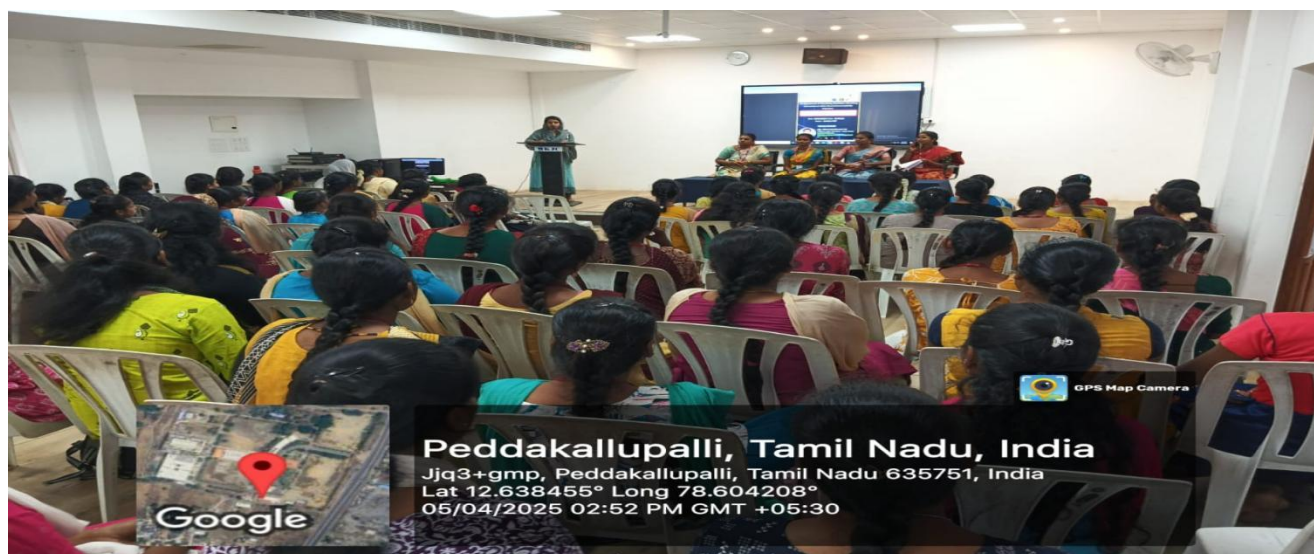 GPS Map Camera
Peddakallupalli, Tamil Nadu, India
Jjq3+gmp, Peddakallupalli, Tamil Nadu 635751, India
Lat 12.638455° Long 78.604208°
05/04/2025 02:52 PM GMT +05:30
Google